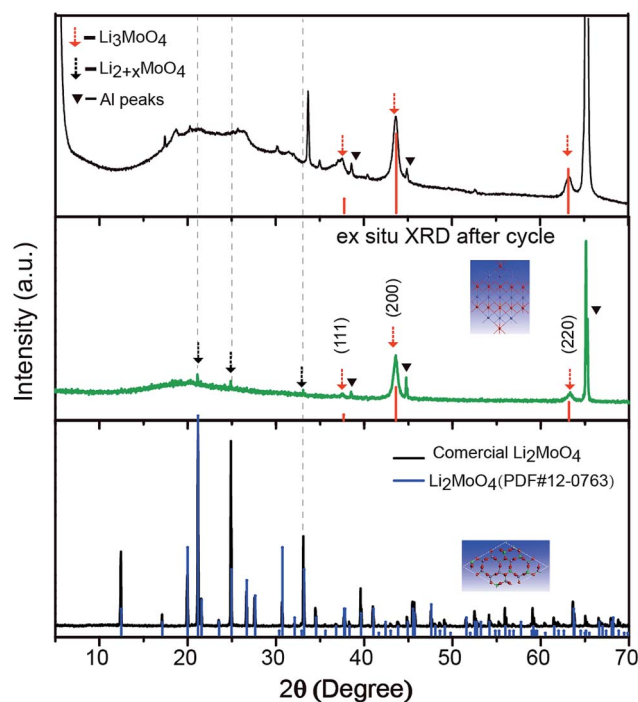 Li3MoO4
Li2+xMoO4
Al peaks
ex situ XRD after cycle
(111)
(200)
(220)
Comercial Li2MoO4
Li2MoO4(PDF#12-0763)
Intensity (a.u.)
10 20 30 40 50 60 70
2θ (Degree)